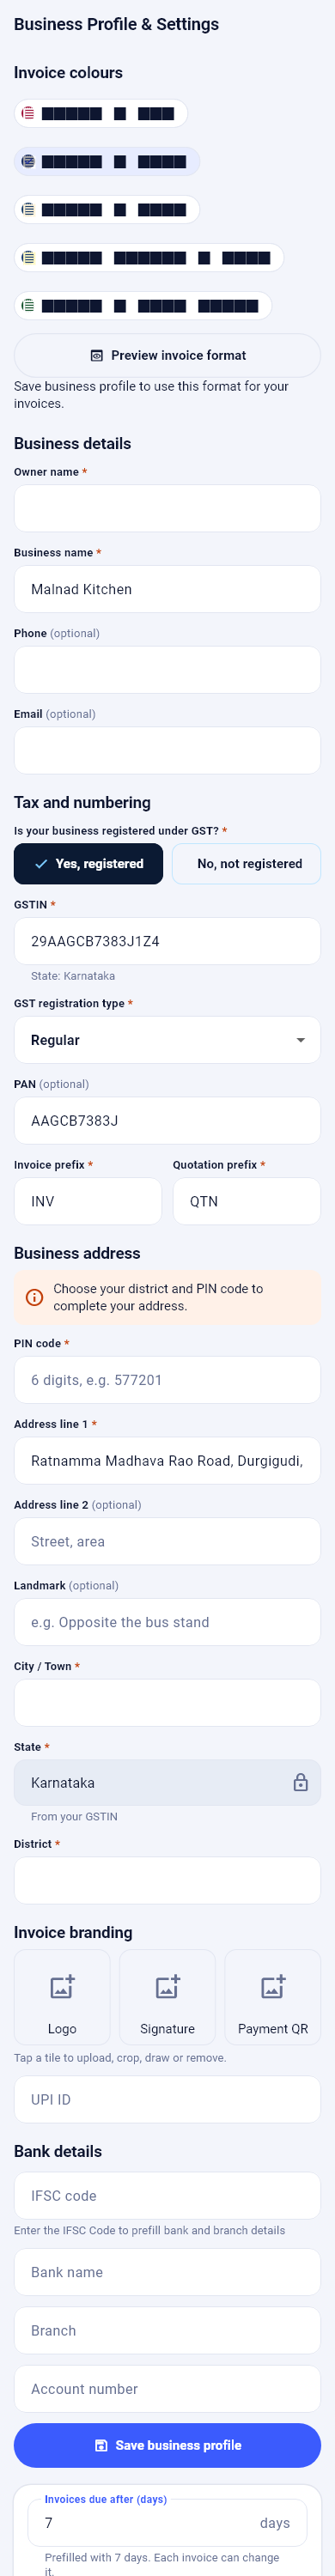 Business Profile & Settings
Invoice colours
Preview invoice format
Save business profile to use this format for your
invoices.
Business details
Owner name *
Business name *
Malnad Kitchen
Phone (optional)
Email (optional)
Tax and numbering
Is your business registered under GST? *
Yes, registered
No, not registered
GSTIN *
29AAGCB7383J1Z4
State: Karnataka
GST registration type *
Regular
PAN (optional)
AAGCB7383J
Invoice prefix *
Quotation prefix *
INV
QTN
Business address
Choose your district and PIN code to
complete your address.
PIN code *
6 digits, e.g. 577201
Address line 1 *
Ratnamma Madhava Rao Road, Durgigudi,
Address line 2 (optional)
Street, area
Landmark (optional)
e.g. Opposite the bus stand
City / Town *
State *
Karnataka
From your GSTIN
District *
Invoice branding
Logo
Signature
Payment QR
Tap a tile to upload, crop, draw or remove.
UPI ID
Bank details
IFSC code
Enter the IFSC Code to prefill bank and branch details
Bank name
Branch
Account number
Save business profile
Invoices due after (days)
7
days
Prefilled with 7 days. Each invoice can change
it.